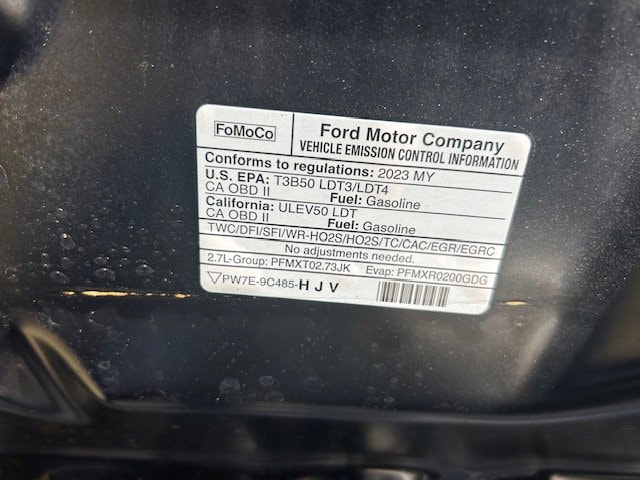 FoMoCo
Ford Motor Company
VEHICLE EMISSION CONTROL INFORMATION
Conforms to regulations: 2023 MY
U.S. EPA: T3B50 LDT3/LDT4
CA OBD II Fuel: Gasoline
California: ULEV50 LDT
CA OBD II Fuel: Gasoline
TWC/DFI/SFI/WR-HO2S/HO2S/TC/CAC/EGR/EGRC
No adjustments needed.
2.7L-Group: PFMXT02.73JK Evap: PFMXR0200GDG
PW7E-9C485-H J V